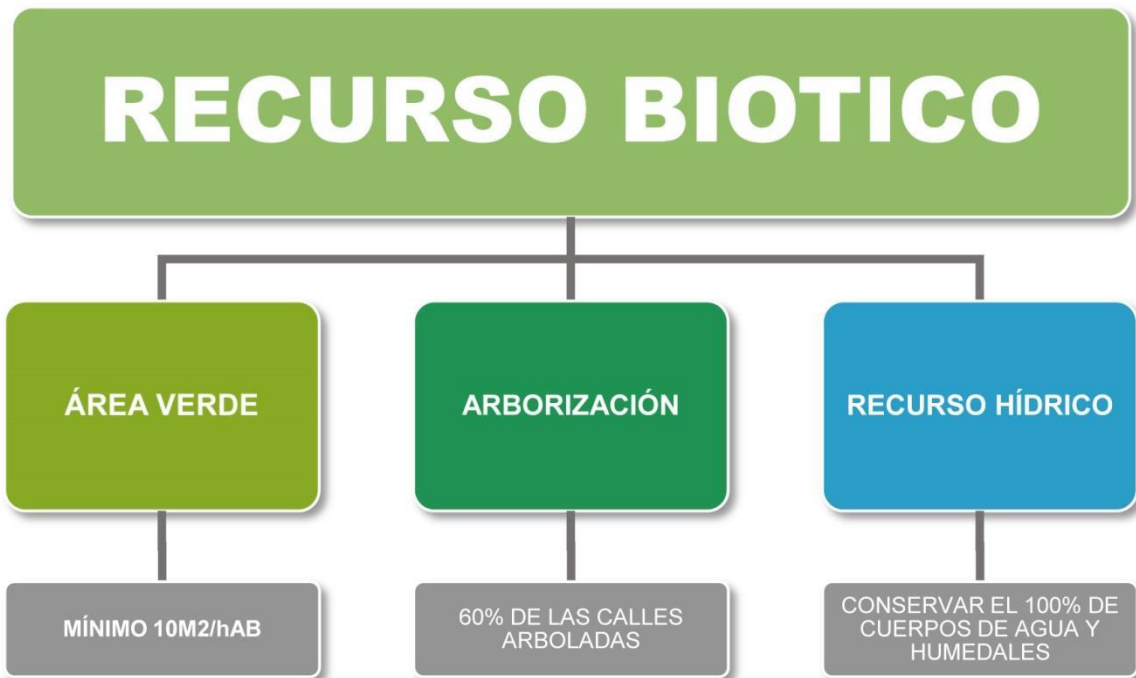 RECURSO BIOTICO
ÁREA VERDE
ARBORIZACIÓN
RECURSO HÍDRICO
MÍNIMO 10M2/hAB
60% DE LAS CALLES
ARBOLADAS
CONSERVAR EL 100% DE
CUERPOS DE AGUA Y
HUMEDALES